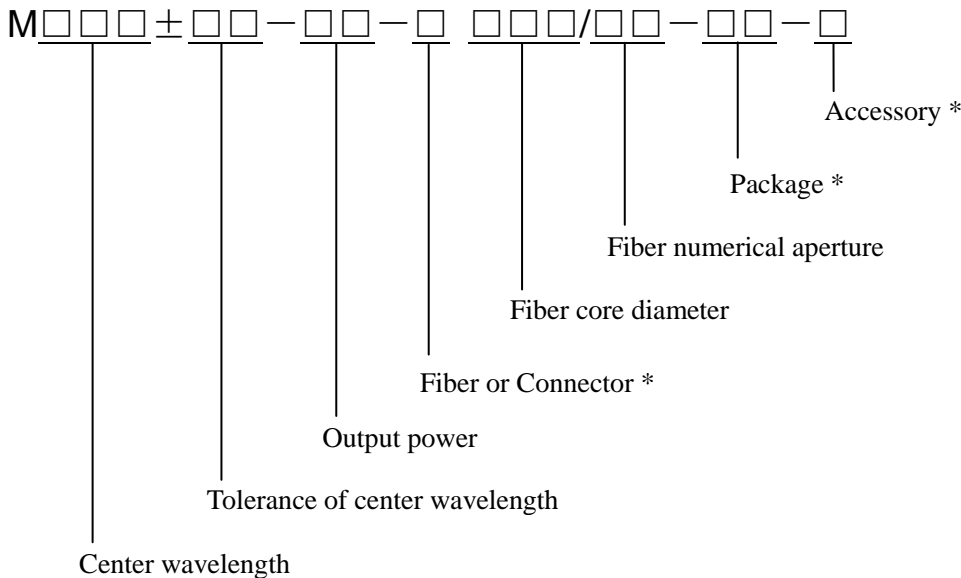 M□□□±□□－□□－□ □□□/□□－□□－□
Accessory *
Package *
Fiber numerical aperture
Fiber core diameter
Fiber or Connector *
Output power
Tolerance of center wavelength
Center wavelength